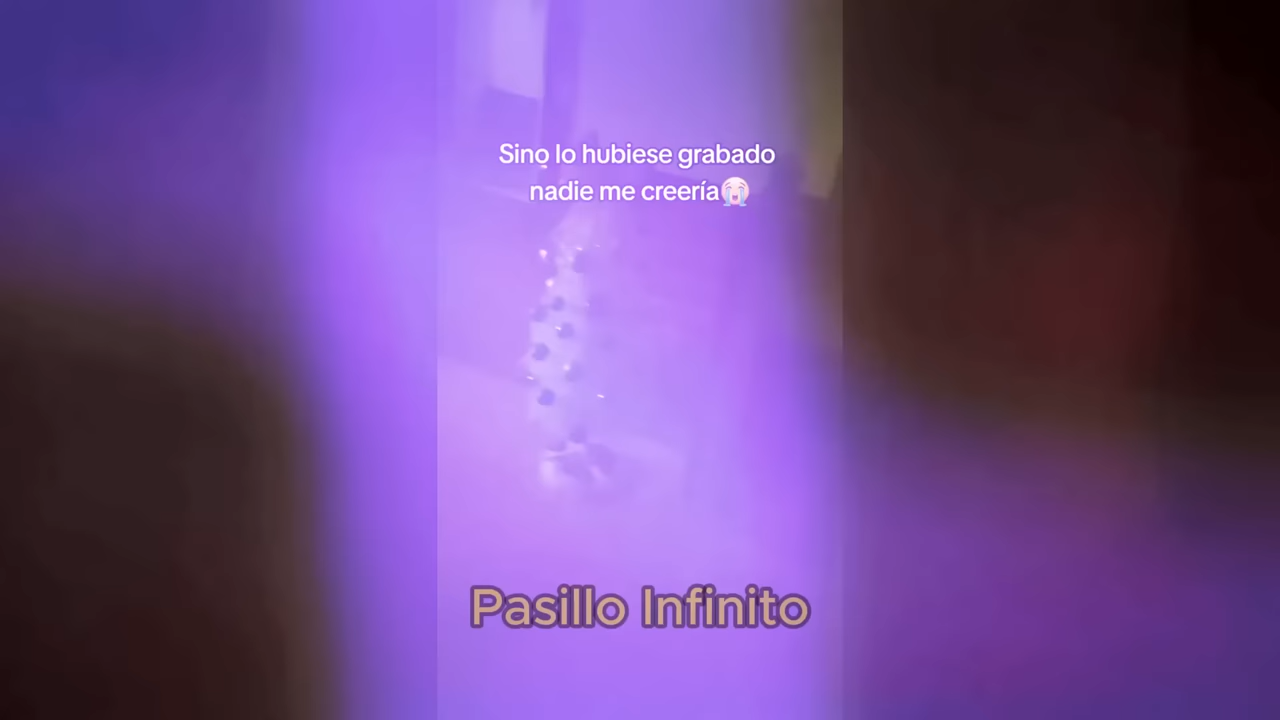 Sino lo hubiese grabado
nadie me creería😭
Pasillo Infinito